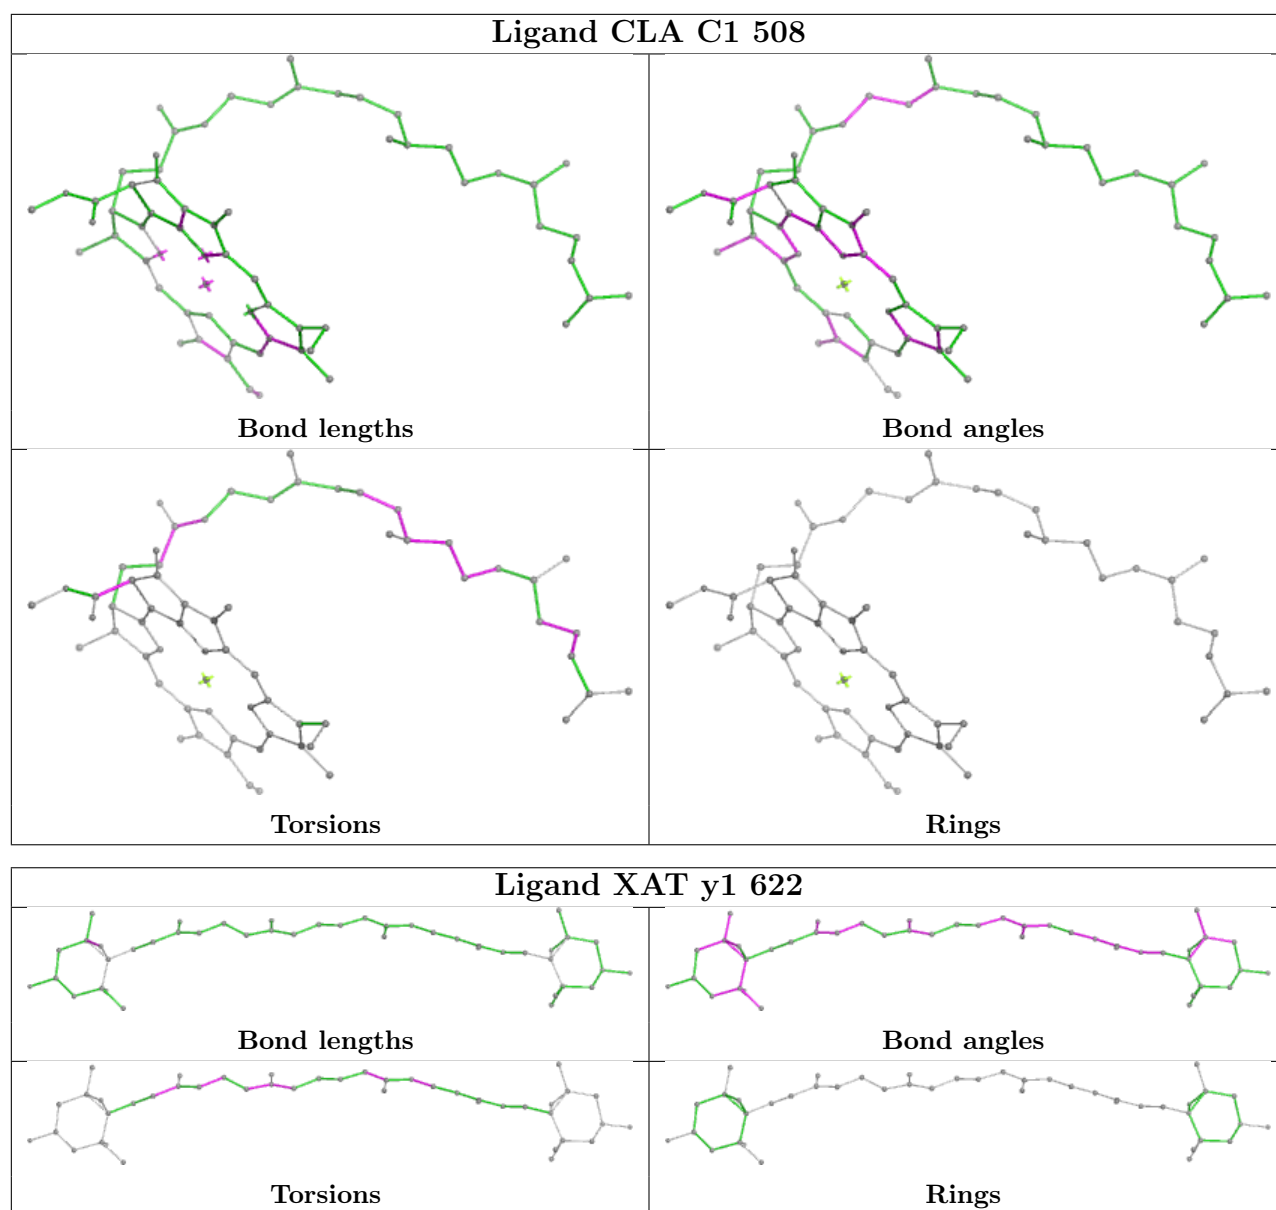 Ligand CLA C1 508
Bond lengths
Bond angles
Torsions
Rings
Ligand XAT y1 622
Bond lengths
Bond angles
Torsions
Rings